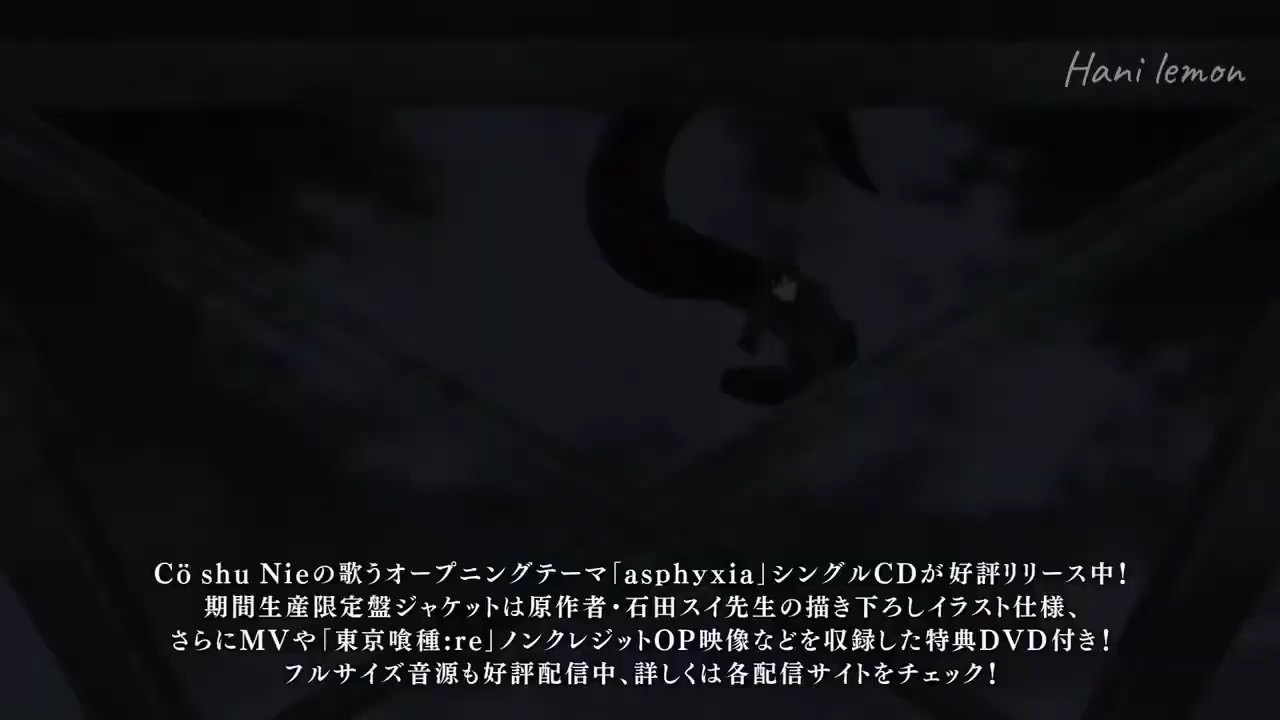 Hani lemon
Cö shu Nieの歌うオープニングテーマ「asphyxia」シングルCDが好評リリース中!
期間生産限定盤ジャケットは原作者・石田スイ先生の描き下ろしイラスト仕様、
さらにMVや「東京喰種:re」ノンクレジットOP映像などを収録した特典DVD付き!
フルサイズ音源も好評配信中、詳しくは各配信サイトをチェック!